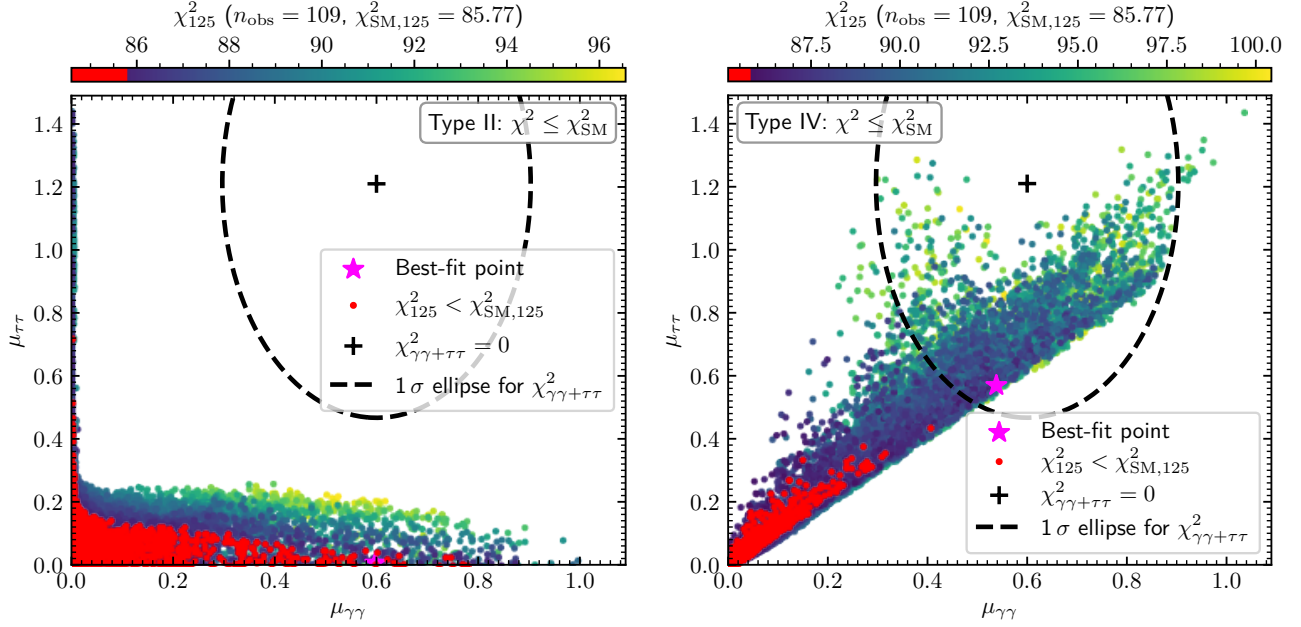 χ²₁₂₅ (n_obs = 109, χ²_SM,125 = 85.77)
86 88 90 92 94 96
Type II: χ² ≤ χ²_SM
1.4
1.2
1.0
0.8
0.6
0.4
0.2
0.0
μ_ττ
Best-fit point
χ²₁₂₅ < χ²_SM,125
χ²_γγ+ττ = 0
1 σ ellipse for χ²_γγ+ττ
0.0 0.2 0.4 0.6 0.8 1.0
μ_γγ
χ²₁₂₅ (n_obs = 109, χ²_SM,125 = 85.77)
87.5 90.0 92.5 95.0 97.5 100.0
Type IV: χ² ≤ χ²_SM
1.4
1.2
1.0
0.8
0.6
0.4
0.2
0.0
μ_ττ
Best-fit point
χ²₁₂₅ < χ²_SM,125
χ²_γγ+ττ = 0
1 σ ellipse for χ²_γγ+ττ
0.0 0.2 0.4 0.6 0.8 1.0
μ_γγ